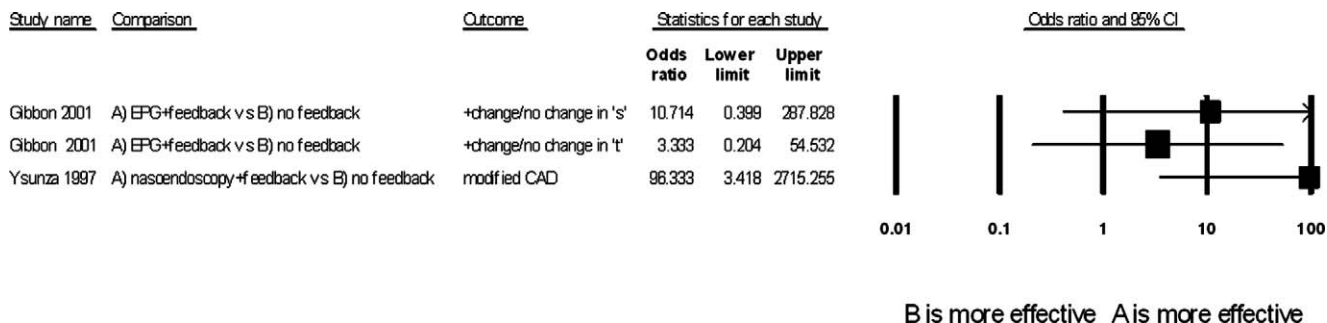 Study name Comparison Outcome Statistics for each study Odds ratio and 95% CI
Odds Lower Upper
ratio limit limit
Gibbon 2001 A) EPG+feedback vs B) no feedback +change/no change in 's' 10.714 0.399 287.828
Gibbon 2001 A) EPG+feedback vs B) no feedback +change/no change in 't' 3.333 0.204 54.532
Ysunza 1997 A) nasoendoscopy+feedback vs B) no feedback modfied CAD 96.333 3.418 2715.255
0.01 0.1 1 10 100
B is more effective A is more effective